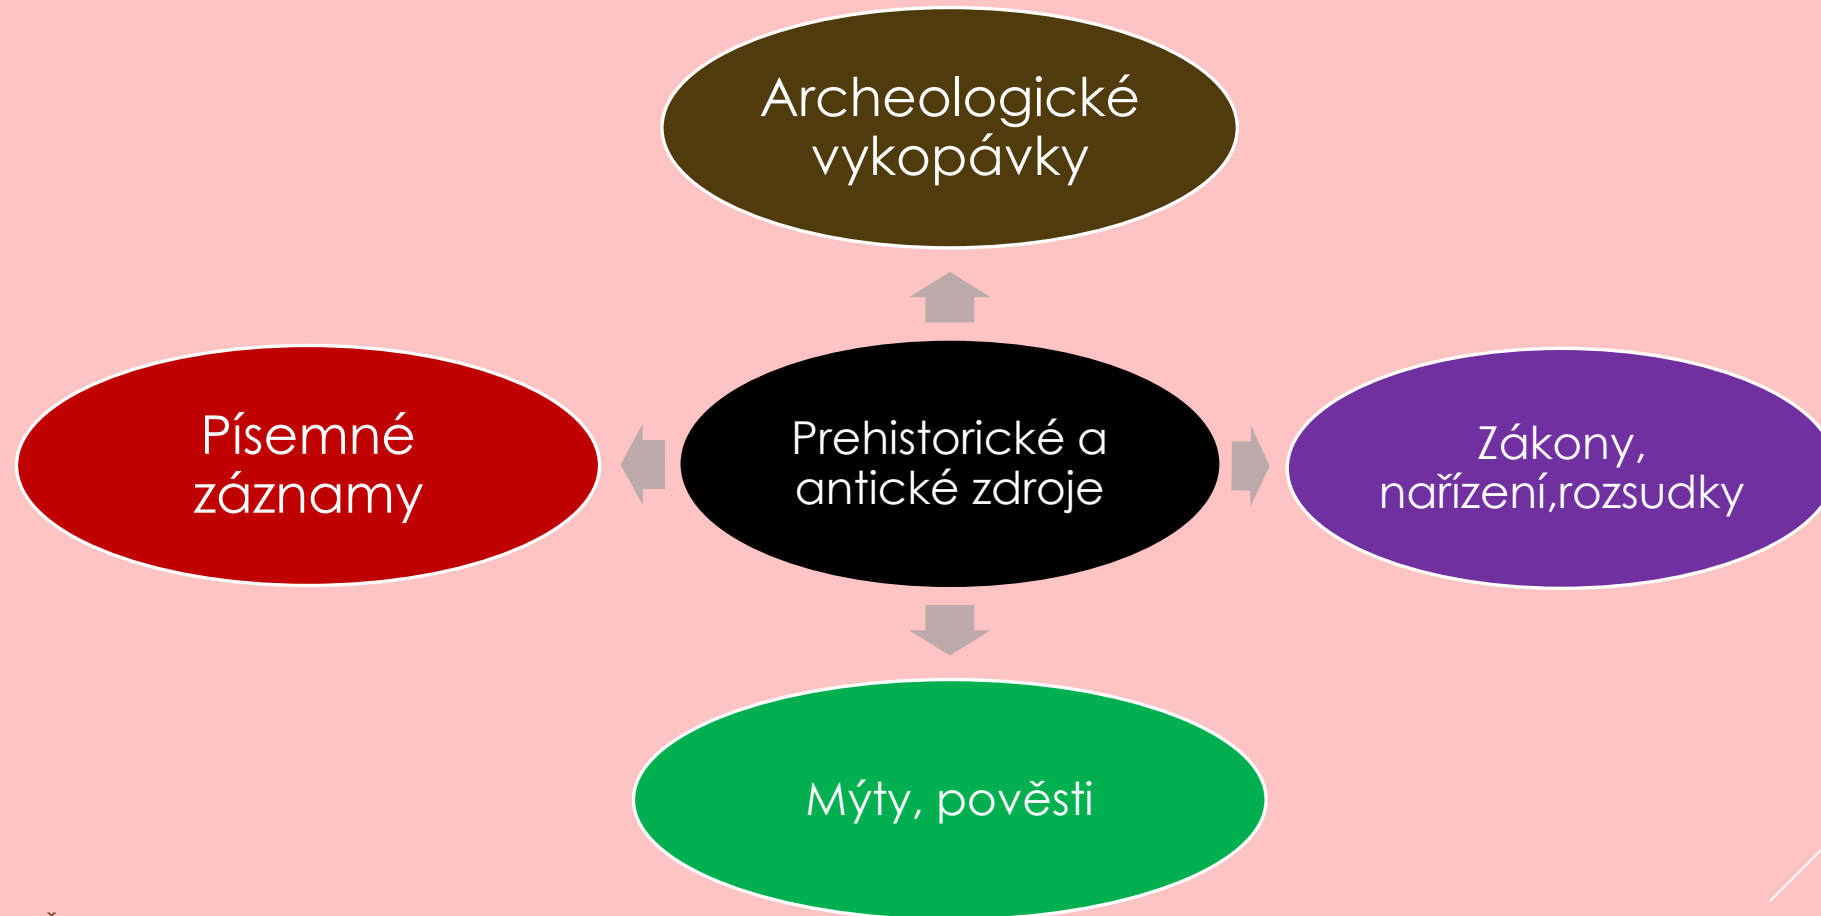 Archeologické
vykopávky
Písemné
záznamy
Prehistorické a
antické zdroje
Zákony,
nařízení,rozsudky
Mýty, pověsti